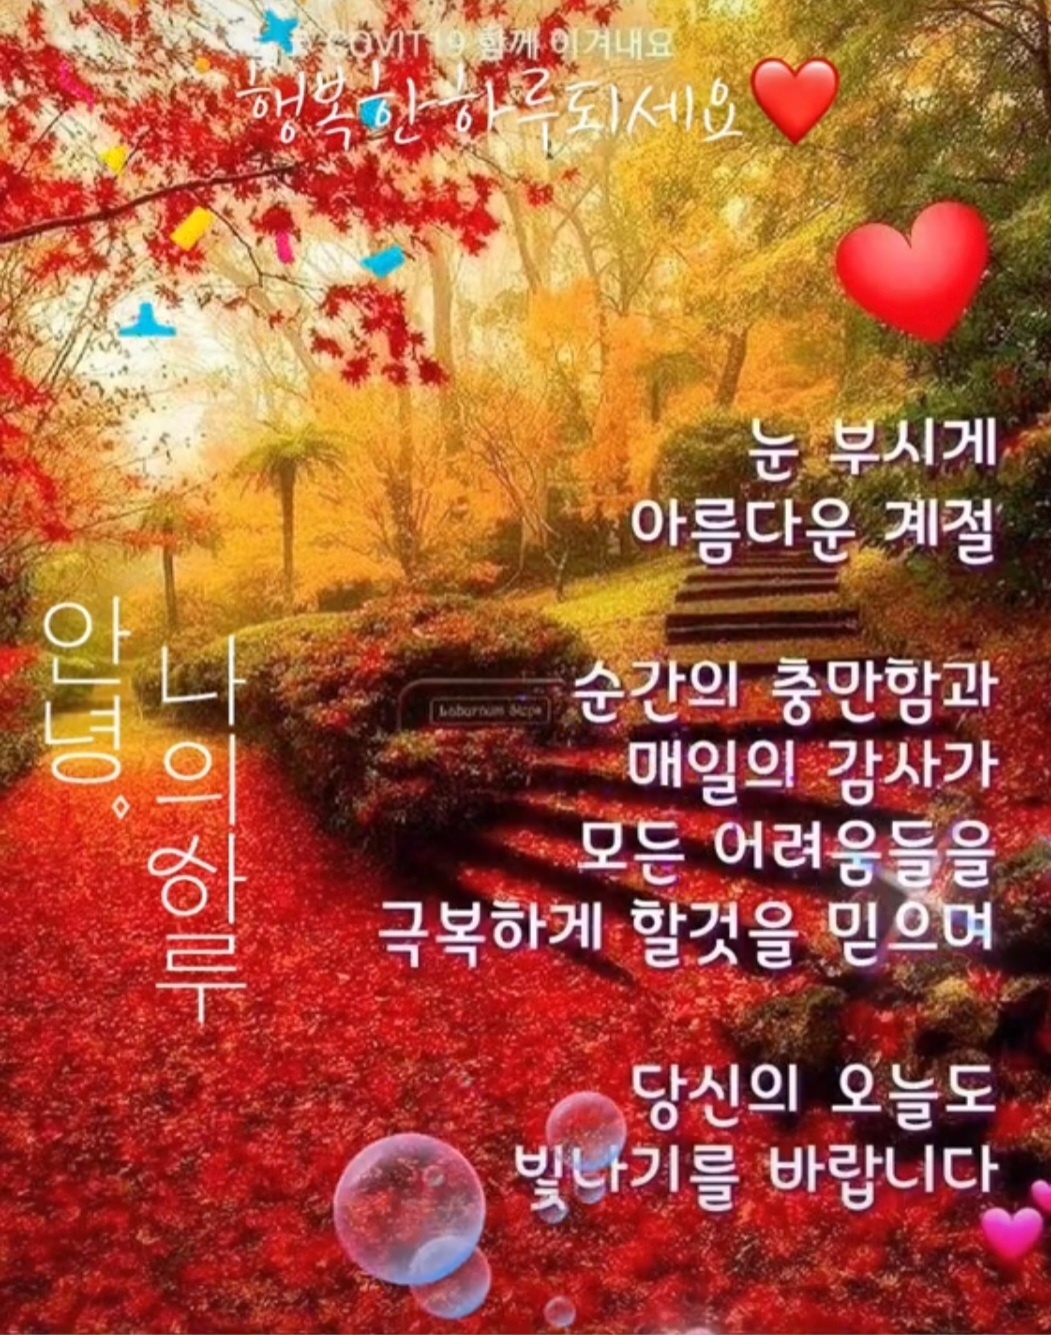 COVIT19 함께 이겨내요
행복한 하루되세요
눈 부시게
아름다운 계절
안녕
나의하루
Laburnum Steps
순간의 충만함과
매일의 감사가
모든 어려움들을
극복하게 할것을 믿으며
당신의 오늘도
빛나기를 바랍니다